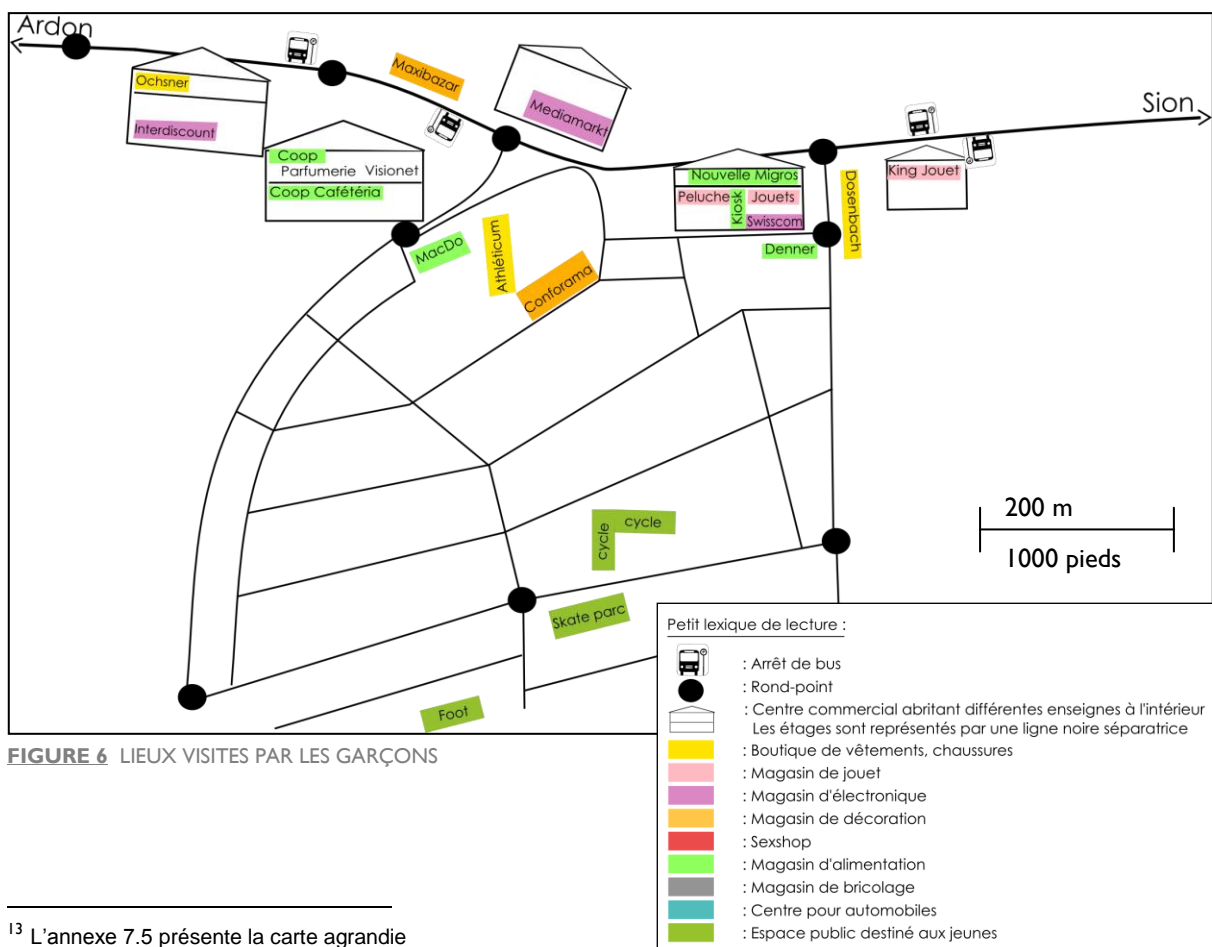 Ardon
Sion
Ochsner
Interdiscount
Maxibazar
Mediamarkt
Coop
Parfumerie Visionet
Coop Cafétéria
Nouvelle Migros
Peluche
Kiosk
Jouets
Swisscom
King Jouet
Dosenbach
Denner
MacDo
Athléticum
Conforama
cycle
cycle
Skate parc
Foot
200 m
1000 pieds
Petit lexique de lecture :
: Arrêt de bus
: Rond-point
: Centre commercial abritant différentes enseignes à l'intérieur
Les étages sont représentés par une ligne noire séparatrice
: Boutique de vêtements, chaussures
: Magasin de jouet
: Magasin d'électronique
: Magasin de décoration
: Sexshop
: Magasin d'alimentation
: Magasin de bricolage
: Centre pour automobiles
: Espace public destiné aux jeunes
FIGURE 6 LIEUX VISITES PAR LES GARÇONS
13 L'annexe 7.5 présente la carte agrandie